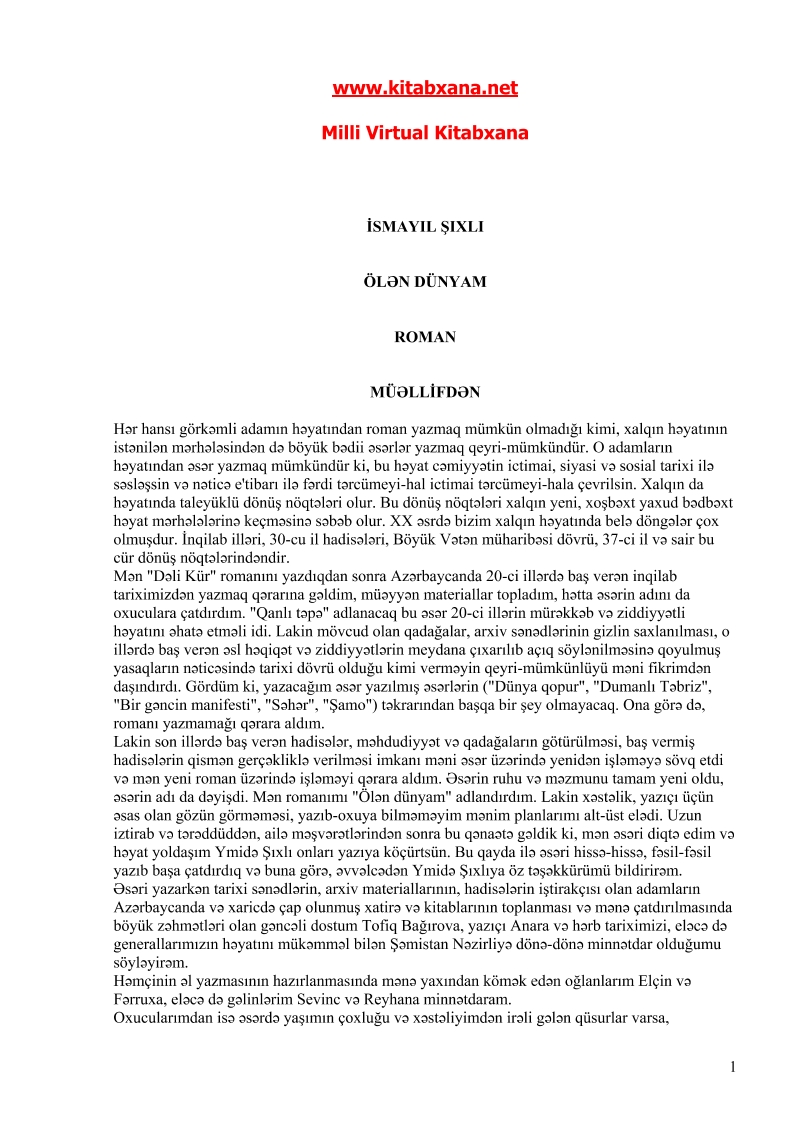 www.kitabxana.net
Milli Virtual Kitabxana
İSMAYIL ŞIXLI
ÖLƏN DÜNYAM
ROMAN
MÜƏLLİFDƏN
Hər hansı görkəmli adamın həyatından roman yazmaq mümkün olmadığı kimi, xalqın həyatının
istənilən mərhələsindən də böyük bədii əsərlər yazmaq qeyri-mümkündür. O adamların
həyatından əsər yazmaq mümkündür ki, bu həyat cəmiyyətin ictimai, siyasi və sosial tarixi ilə
səsləşsin və nəticə e'tibarı ilə fərdi tərcümeyi-hal ictimai tərcümeyi-hala çevrilsin. Xalqın da
həyatında taleyüklü dönüş nöqtələri olur. Bu dönüş nöqtələri xalqın yeni, xoşbəxt yaxud bədbəxt
həyat mərhələlərinə keçməsinə səbəb olur. XX əsrdə bizim xalqın həyatında belə döngələr çox
olmuşdur. İnqilab illəri, 30-cu il hadisələri, Böyük Vətən müharibəsi dövrü, 37-ci il və sair bu
cür dönüş nöqtələrindəndir.
Mən "Dəli Kür" romanını yazdıqdan sonra Azərbaycanda 20-ci illərdə baş verən inqilab
tariximizdən yazmaq qərarına gəldim, müəyyən materiallar topladım, hətta əsərin adını da
oxuculara çatdırdım. "Qanlı təpə" adlanacaq bu əsər 20-ci illərin mürəkkəb və ziddiyyətli
həyatını əhatə etməli idi. Lakin mövcud olan qadağalar, arxiv sənədlərinin gizlin saxlanılması, o
illərdə baş verən əsl həqiqət və ziddiyyətlərin meydana çıxarılıb açıq söylənilməsinə qoyulmuş
yasaqların nəticəsində tarixi dövrü olduğu kimi verməyin qeyri-mümkünlüyü məni fikrimdən
daşındırdı. Gördüm ki, yazacağım əsər yazılmış əsərlərin ("Dünya qopur", "Dumanlı Təbriz",
"Bir gəncin manifesti", "Səhər", "Şamo") təkrarından başqa bir şey olmayacaq. Ona görə də,
romanı yazmamağı qərara aldım.
Lakin son illərdə baş verən hadisələr, məhdudiyyət və qadağaların götürülməsi, baş vermiş
hadisələrin qismən gerçəkliklə verilməsi imkanı məni əsər üzərində yenidən işləməyə sövq etdi
və mən yeni roman üzərində işləməyi qərara aldım. Əsərin ruhu və məzmunu tamam yeni oldu,
əsərin adı da dəyişdi. Mən romanımı "Ölən dünyam" adlandırdım. Lakin xəstəlik, yazıçı üçün
əsas olan gözün görməməsi, yazıb-oxuya bilməməyim mənim planlarımı alt-üst elədi. Uzun
iztirab və tərəddüddən, ailə məşvərətlərindən sonra bu qənaətə gəldik ki, mən əsəri diqtə edim və
həyat yoldaşım Ymidə Şıxlı onları yazıya köçürtsün. Bu qayda ilə əsəri hissə-hissə, fəsil-fəsil
yazıb başa çatdırdıq və buna görə, əvvəlcədən Ymidə Şıxlıya öz təşəkkürümü bildirirəm.
Əsəri yazarkən tarixi sənədlərin, arxiv materiallarının, hadisələrin iştirakçısı olan adamların
Azərbaycanda və xaricdə çap olunmuş xatirə və kitablarının toplanması və mənə çatdırılmasında
böyük zəhmətləri olan gəncəli dostum Tofiq Bağırova, yazıçı Anara və hərb tariximizi, eləcə də
generallarımızın həyatını mükəmməl bilən Şəmistan Nəzirliyə dönə-dönə minnətdar olduğumu
söyləyirəm.
Həmçinin əl yazmasının hazırlanmasında mənə yaxından kömək edən oğlanlarım Elçin və
Fərruxa, eləcə də gəlinlərim Sevinc və Reyhana minnətdaram.
Oxucularımdan isə əsərdə yaşımın çoxluğu və xəstəliyimdən irəli gələn qüsurlar varsa,
1